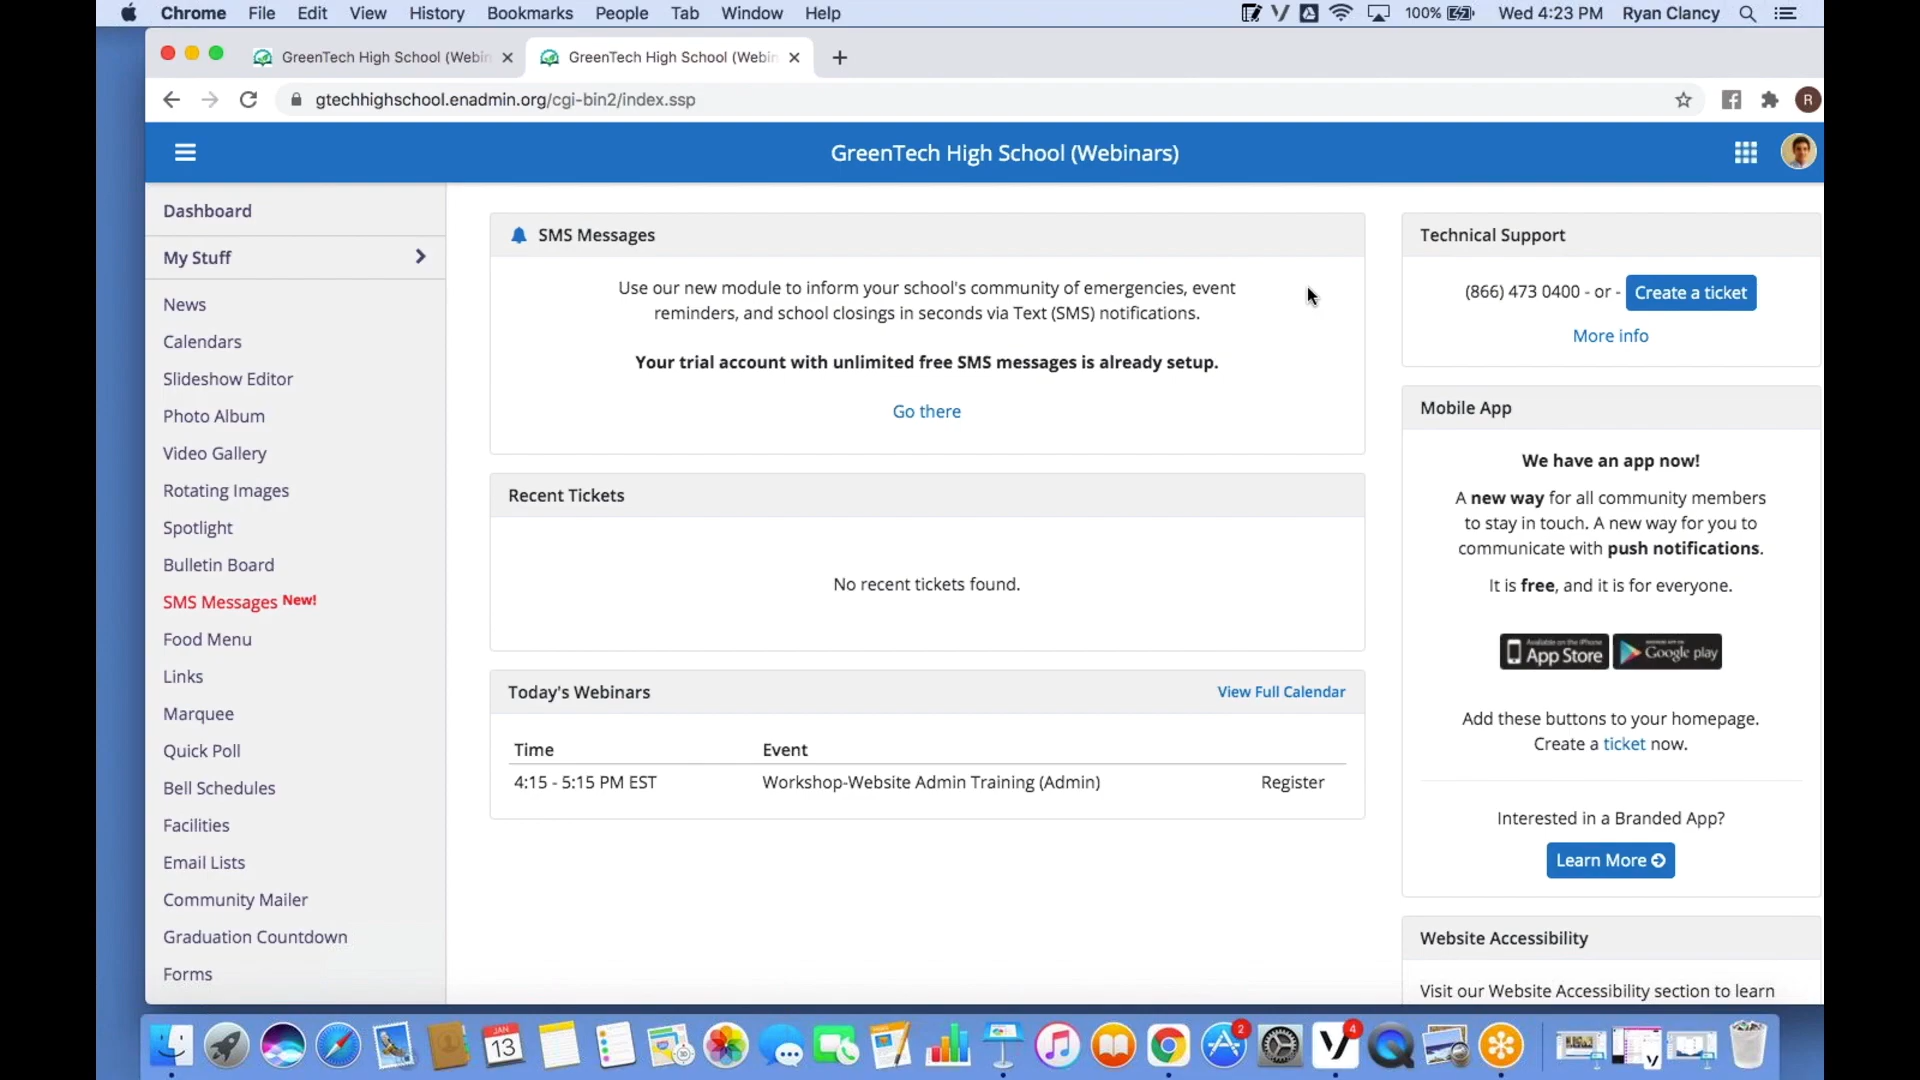 Chrome File Edit View History Bookmarks People Tab Window Help 100% Wed 4:23 PM Ryan Clancy
GreenTech High School (Webin GreenTech High School (Webin
gtechhighschool.enadmin.org/cgi-bin2/index.ssp R
GreenTech High School (Webinars)
Dashboard
My Stuff
News
Calendars
Slideshow Editor
Photo Album
Video Gallery
Rotating Images
Spotlight
Bulletin Board
SMS Messages New!
Food Menu
Links
Marquee
Quick Poll
Bell Schedules
Facilities
Email Lists
Community Mailer
Graduation Countdown
Forms
SMS Messages
Use our new module to inform your school's community of emergencies, event
reminders, and school closings in seconds via Text (SMS) notifications.
Your trial account with unlimited free SMS messages is already setup.
Go there
Recent Tickets
No recent tickets found.
Today's Webinars View Full Calendar
Time Event
4:15 - 5:15 PM EST Workshop-Website Admin Training (Admin) Register
Technical Support
(866) 473 0400 - or - Create a ticket
More info
Mobile App
We have an app now!
A new way for all community members
to stay in touch. A new way for you to
communicate with push notifications.
It is free, and it is for everyone.
Available on the iPhone
App Store
Google play
Add these buttons to your homepage.
Create a ticket now.
Interested in a Branded App?
Learn More
Website Accessibility
Visit our Website Accessibility section to learn
JAN
13
2
4